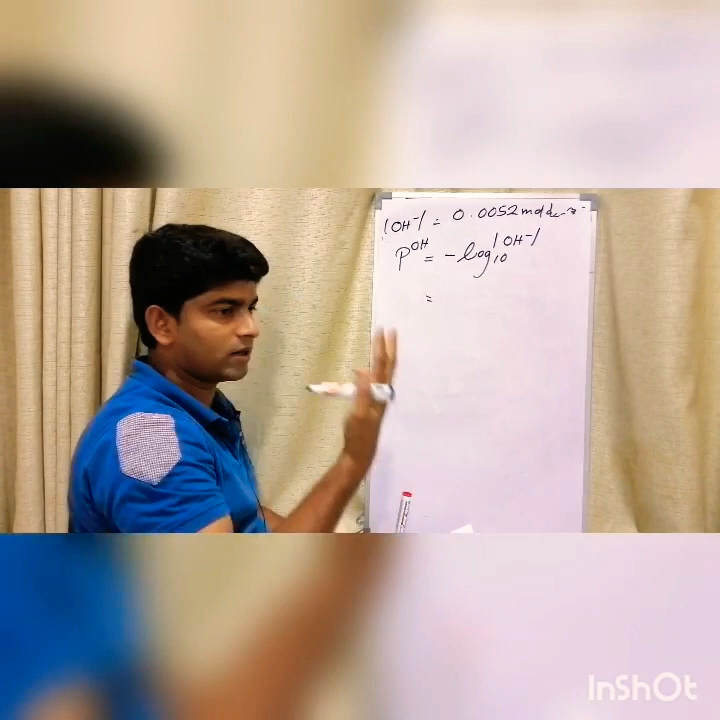 [OH⁻] = 0.0052 mol dm⁻³
pOH = -log₁₀[OH⁻]
=
InShOt